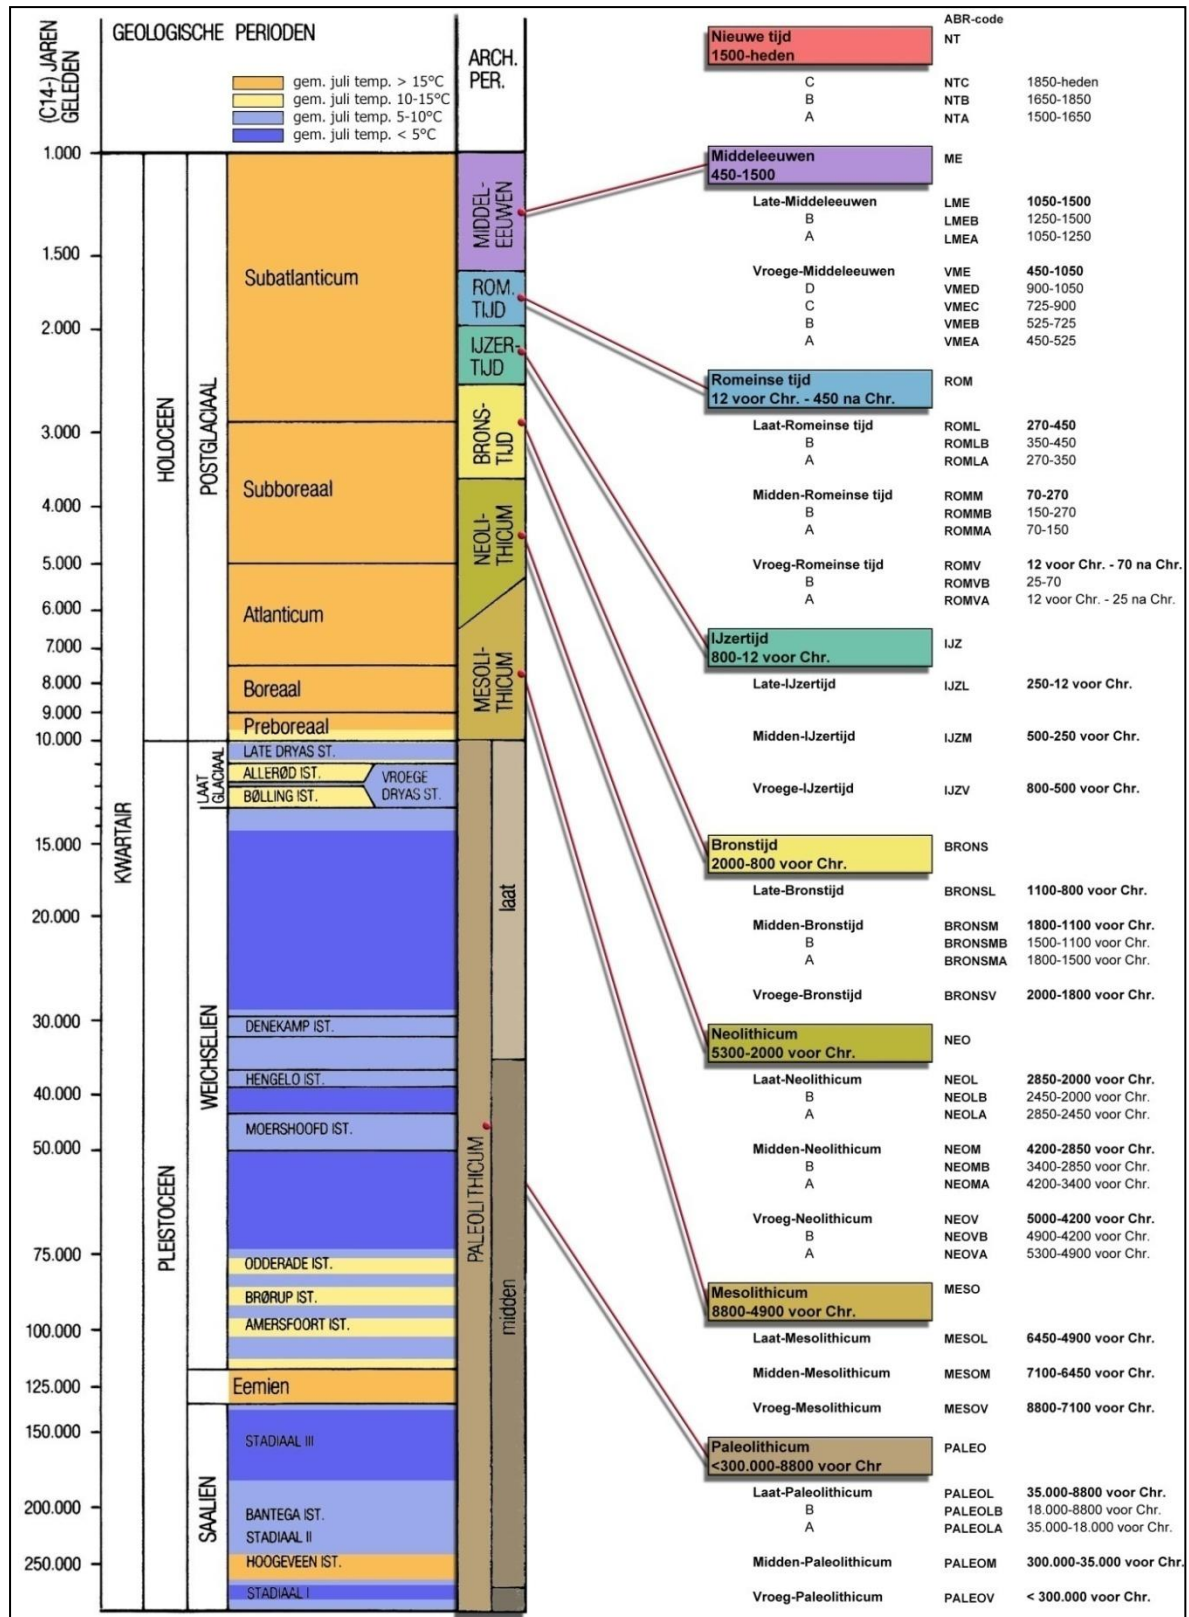 GEOLOGISCHE PERIODEN
(C14-) JAREN
GELEDEN
gem. juli temp. > 15°C
gem. juli temp. 10-15°C
gem. juli temp. 5-10°C
gem. juli temp. < 5°C
ARCH.
PER.
1.000
1.500
2.000
3.000
4.000
5.000
6.000
7.000
8.000
9.000
10.000
15.000
20.000
30.000
40.000
50.000
75.000
100.000
125.000
150.000
200.000
250.000
KWARTAIR
HOLOCEEN
PLEISTOCEEN
POSTGLACIAAL
LAAT
GLACIAAL
WEICHSELIEN
SAALIEN
Subatlanticum
Subboreaal
Atlanticum
Boreaal
Preboreaal
LATE DRYAS ST.
ALLERØD IST.
VROEGE
DRYAS ST.
BØLLING IST.
DENEKAMP IST.
HENGELO IST.
MOERSHOOFD IST.
ODDERADE IST.
BRØRUP IST.
AMERSFOORT IST.
Eemien
STADIAAL III
BANTEGA IST.
STADIAAL II
HOOGEVEEN IST.
STADIAAL I
MIDDEL-
EEUWEN
ROM.
TIJD
IJZER-
TIJD
BRONS-
TIJD
NEOLI-
THICUM
MESOLI-
THICUM
PALEOLITHICUM
laat
midden
ABR-code
Nieuwe tijd NT
1500-heden
C NTC 1850-heden
B NTB 1650-1850
A NTA 1500-1650
Middeleeuwen ME
450-1500
Late-Middeleeuwen LME 1050-1500
B LMEB 1250-1500
A LMEA 1050-1250
Vroege-Middeleeuwen VME 450-1050
D VMED 900-1050
C VMEC 725-900
B VMEB 525-725
A VMEA 450-525
Romeinse tijd ROM
12 voor Chr. - 450 na Chr.
Laat-Romeinse tijd ROML 270-450
B ROMLB 350-450
A ROMLA 270-350
Midden-Romeinse tijd ROMM 70-270
B ROMMB 150-270
A ROMMA 70-150
Vroeg-Romeinse tijd ROMV 12 voor Chr. - 70 na Chr.
B ROMVB 25-70
A ROMVA 12 voor Chr. - 25 na Chr.
IJzertijd IJZ
800-12 voor Chr.
Late-IJzertijd IJZL 250-12 voor Chr.
Midden-IJzertijd IJZM 500-250 voor Chr.
Vroege-IJzertijd IJZV 800-500 voor Chr.
Bronstijd BRONS
2000-800 voor Chr.
Late-Bronstijd BRONSL 1100-800 voor Chr.
Midden-Bronstijd BRONSM 1800-1100 voor Chr.
B BRONSMB 1500-1100 voor Chr.
A BRONSMA 1800-1500 voor Chr.
Vroege-Bronstijd BRONSV 2000-1800 voor Chr.
Neolithicum NEO
5300-2000 voor Chr.
Laat-Neolithicum NEOL 2850-2000 voor Chr.
B NEOLB 2450-2000 voor Chr.
A NEOLA 2850-2450 voor Chr.
Midden-Neolithicum NEOM 4200-2850 voor Chr.
B NEOMB 3400-2850 voor Chr.
A NEOMA 4200-3400 voor Chr.
Vroeg-Neolithicum NEOV 5000-4200 voor Chr.
B NEOVB 4900-4200 voor Chr.
A NEOVA 5300-4900 voor Chr.
Mesolithicum MESO
8800-4900 voor Chr.
Laat-Mesolithicum MESOL 6450-4900 voor Chr.
Midden-Mesolithicum MESOM 7100-6450 voor Chr.
Vroeg-Mesolithicum MESOV 8800-7100 voor Chr.
Paleolithicum PALEO
<300.000-8800 voor Chr
Laat-Paleolithicum PALEOL 35.000-8800 voor Chr.
B PALEOLB 18.000-8800 voor Chr.
A PALEOLA 35.000-18.000 voor Chr.
Midden-Paleolithicum PALEOM 300.000-35.000 voor Chr.
Vroeg-Paleolithicum PALEOV < 300.000 voor Chr.